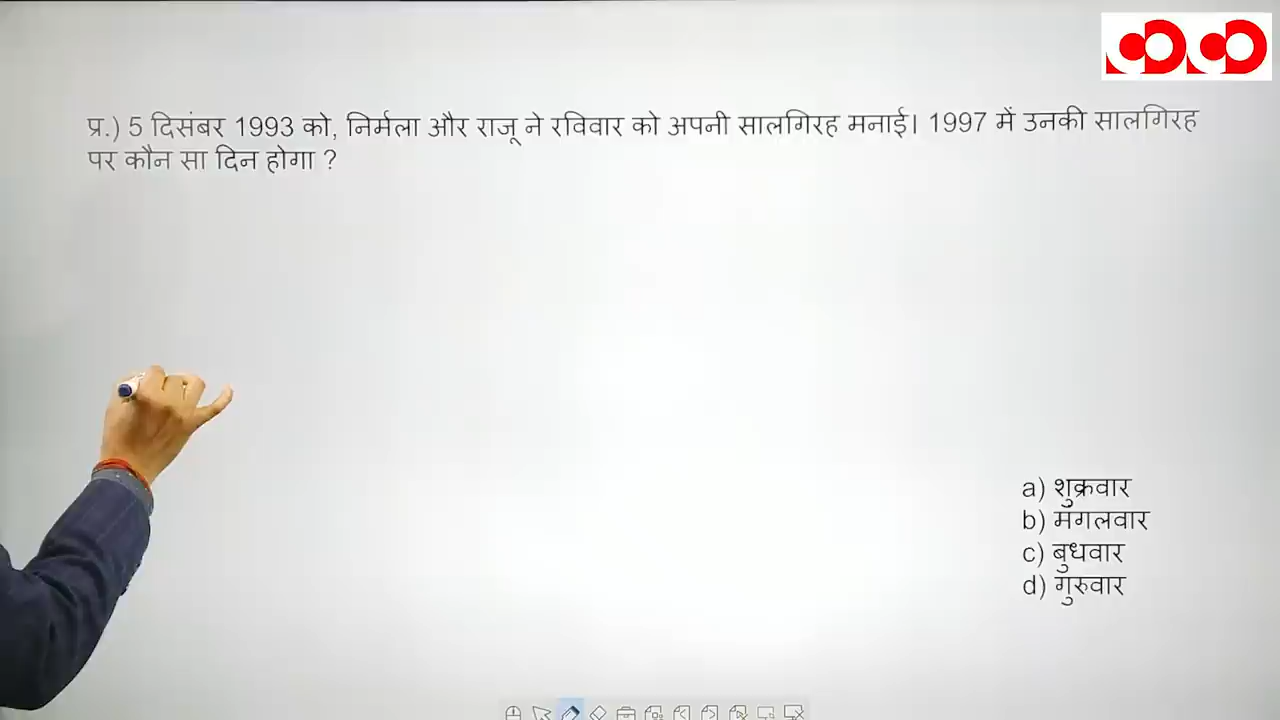 प्र.) 5 दिसंबर 1993 को, निर्मला और राजू ने रविवार को अपनी सालगिरह मनाई। 1997 में उनकी सालगिरह
पर कौन सा दिन होगा ?
a) शुक्रवार
b) मंगलवार
c) बुधवार
d) गुरुवार